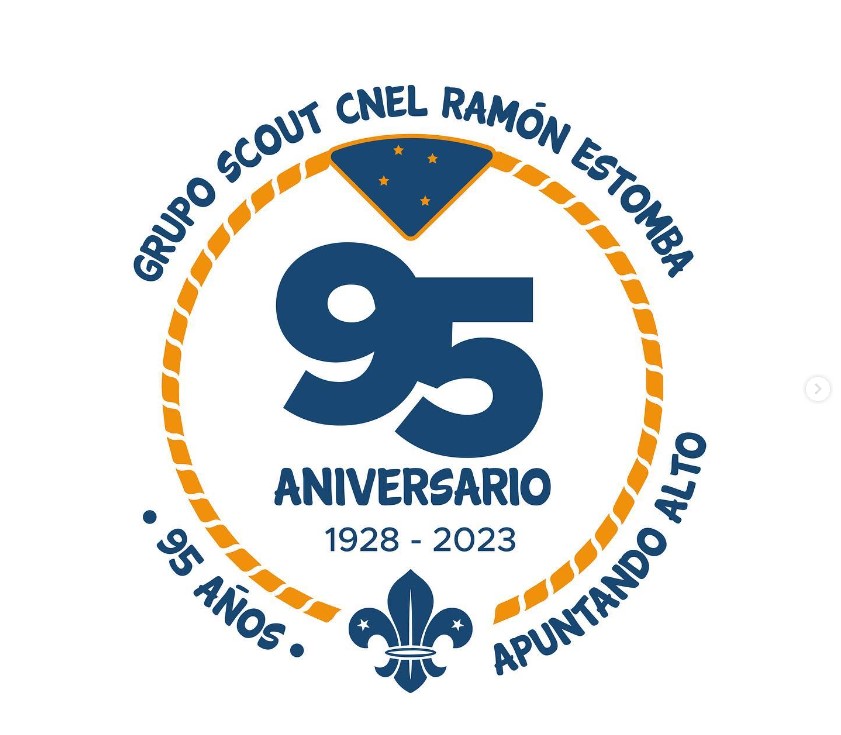 GRUPO SCOUT CNEL RAMÓN ESTOMBA
95
ANIVERSARIO
1928 - 2023
• 95 AÑOS •
APUNTANDO ALTO